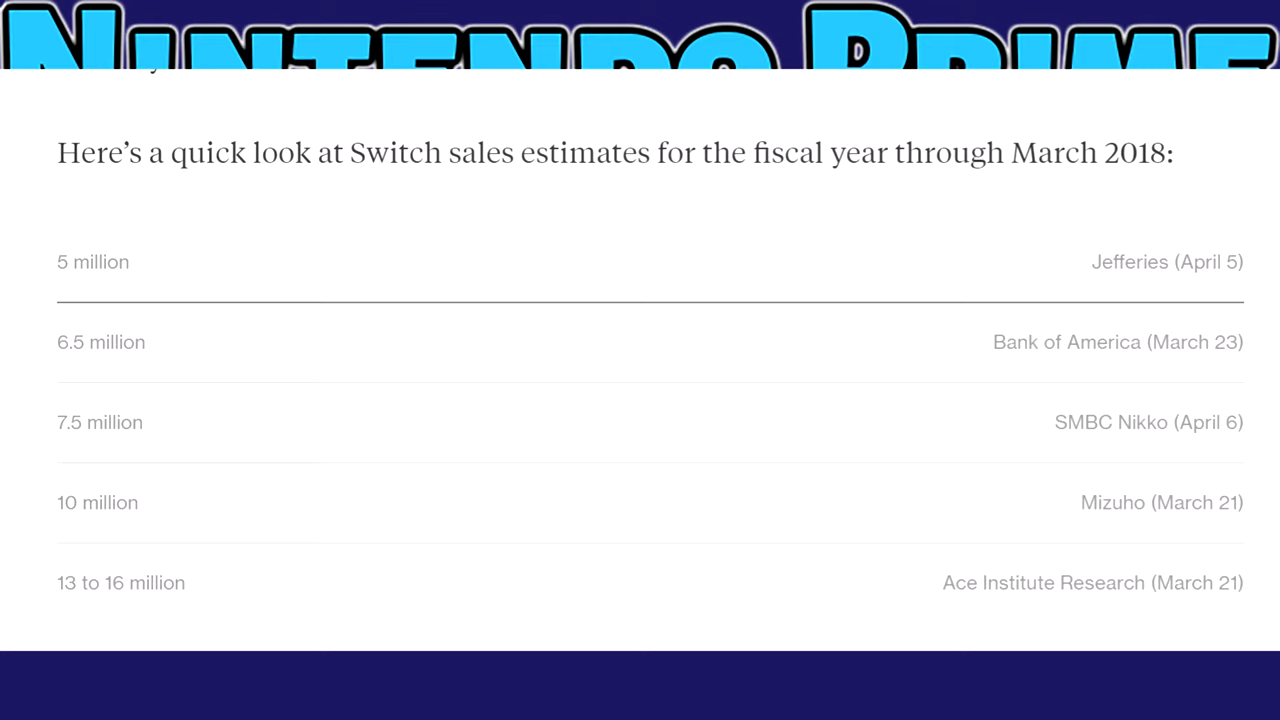 NINTENDO PRIME
Here’s a quick look at Switch sales estimates for the fiscal year through March 2018:
5 million Jefferies (April 5)
6.5 million Bank of America (March 23)
7.5 million SMBC Nikko (April 6)
10 million Mizuho (March 21)
13 to 16 million Ace Institute Research (March 21)